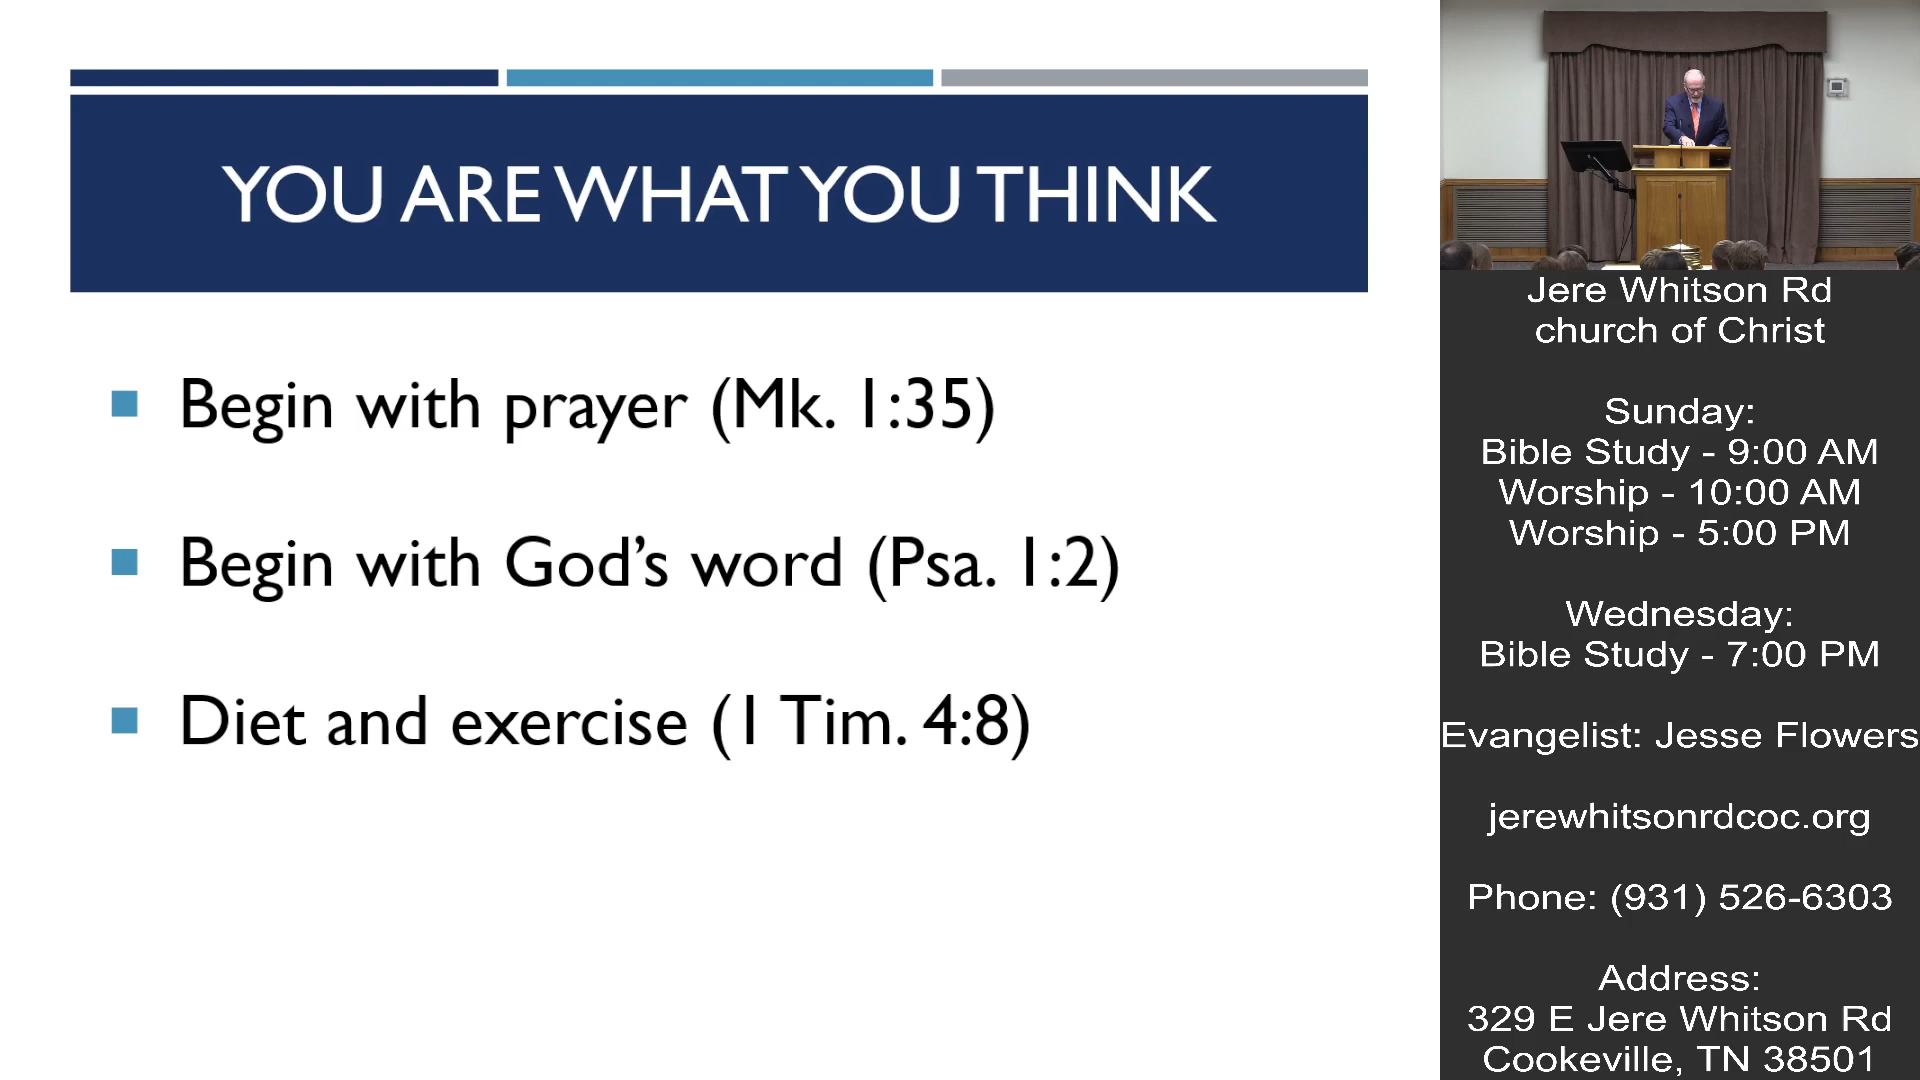 YOU ARE WHAT YOU THINK
Begin with prayer (Mk. 1:35)
Begin with God’s word (Psa. 1:2)
Diet and exercise (1 Tim. 4:8)
Jere Whitson Rd
church of Christ
Sunday:
Bible Study - 9:00 AM
Worship - 10:00 AM
Worship - 5:00 PM
Wednesday:
Bible Study - 7:00 PM
Evangelist: Jesse Flowers
jerewhitsonrdcoc.org
Phone: (931) 526-6303
Address:
329 E Jere Whitson Rd
Cookeville, TN 38501